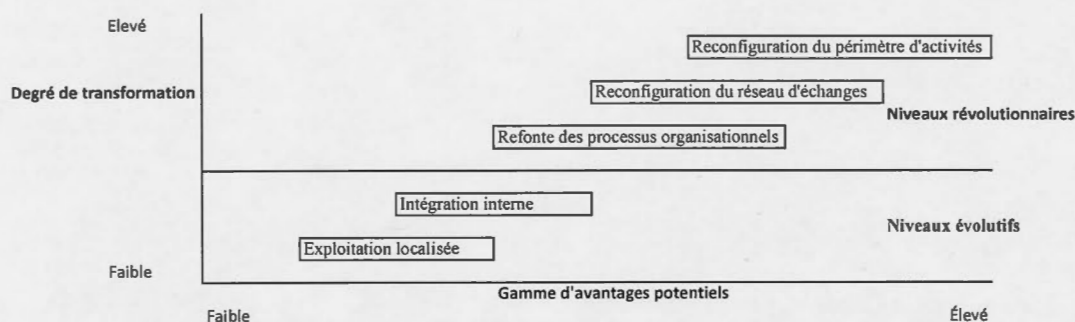 Elevé
Reconfiguration du périmètre d'activités
Degré de transformation
Reconfiguration du réseau d'échanges
Niveaux révolutionnaires
Refonte des processus organisationnels
Intégration interne
Niveaux évolutifs
Exploitation localisée
Faible
Gamme d'avantages potentiels
Faible
Élevé